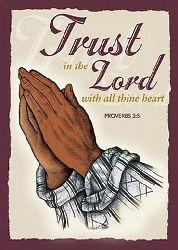 Trust
in the
Lord
with all thine heart
PROVERBS 3:5